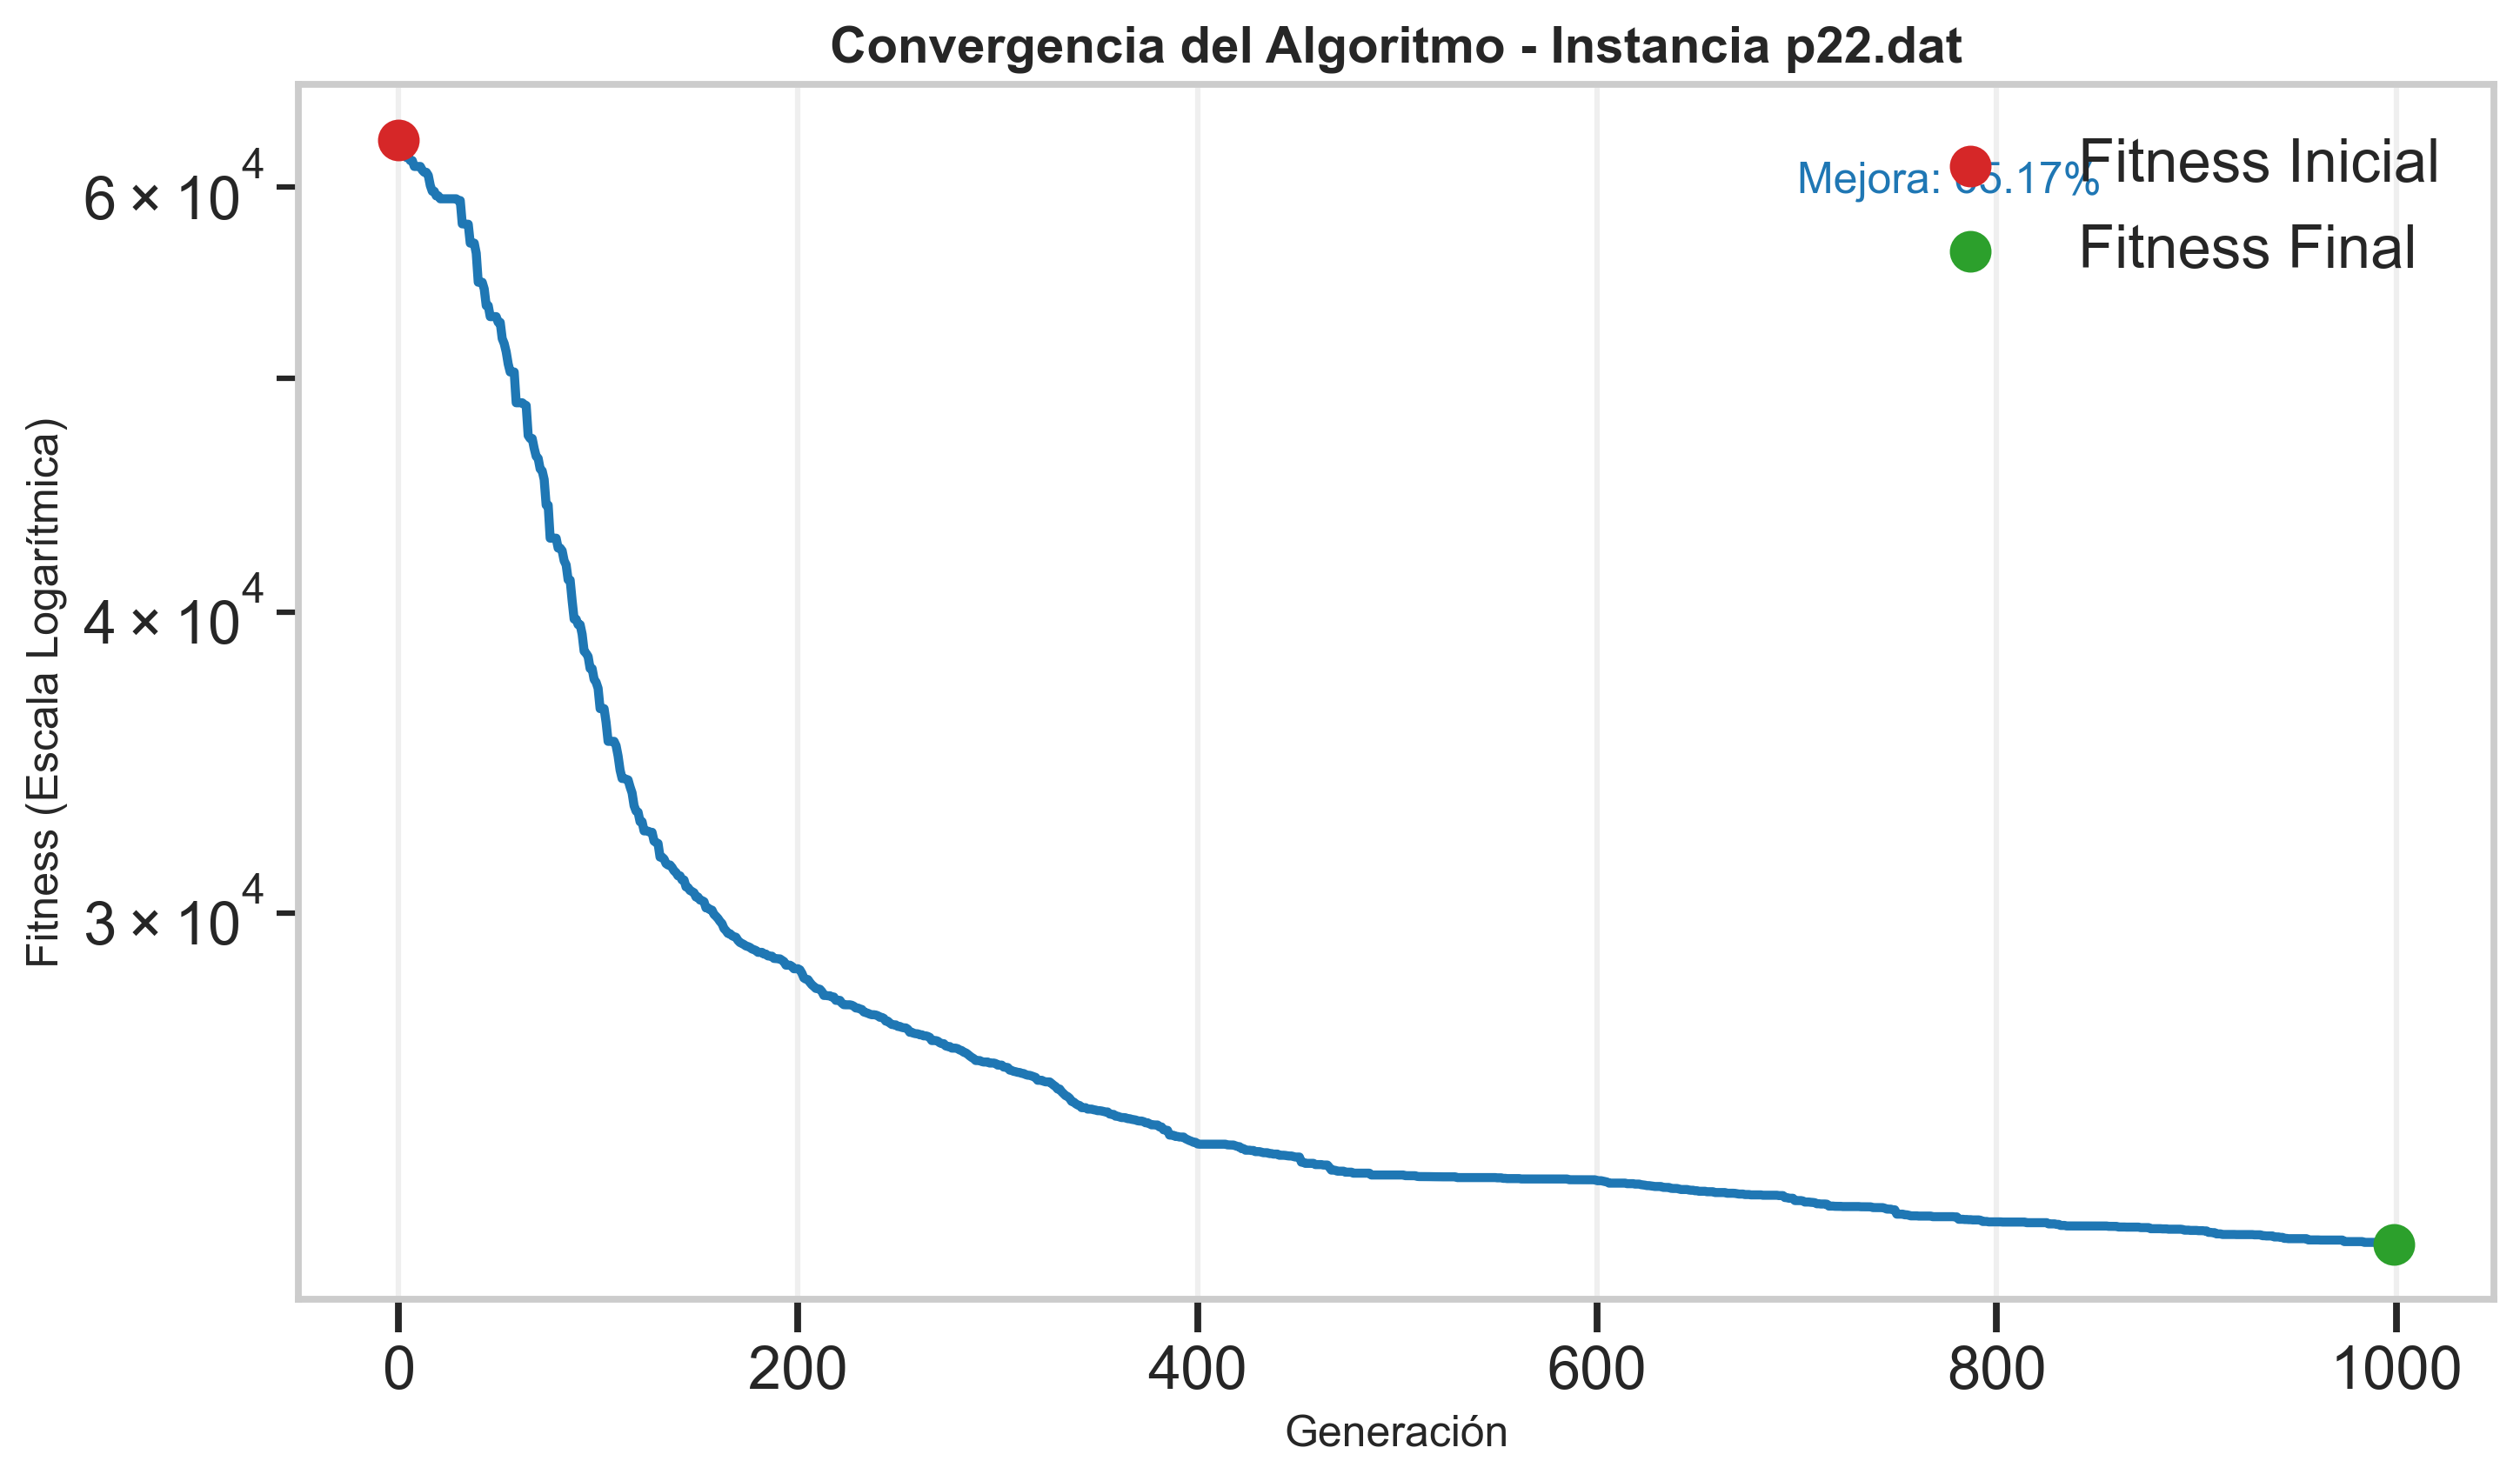 Convergencia del Algoritmo - Instancia p22.dat
Fitness (Escala Logarítmica)
6 × 10⁴
4 × 10⁴
3 × 10⁴
Mejora:
Fitness Inicial
Fitness Final
0 200 400 600 800 1000
Generación